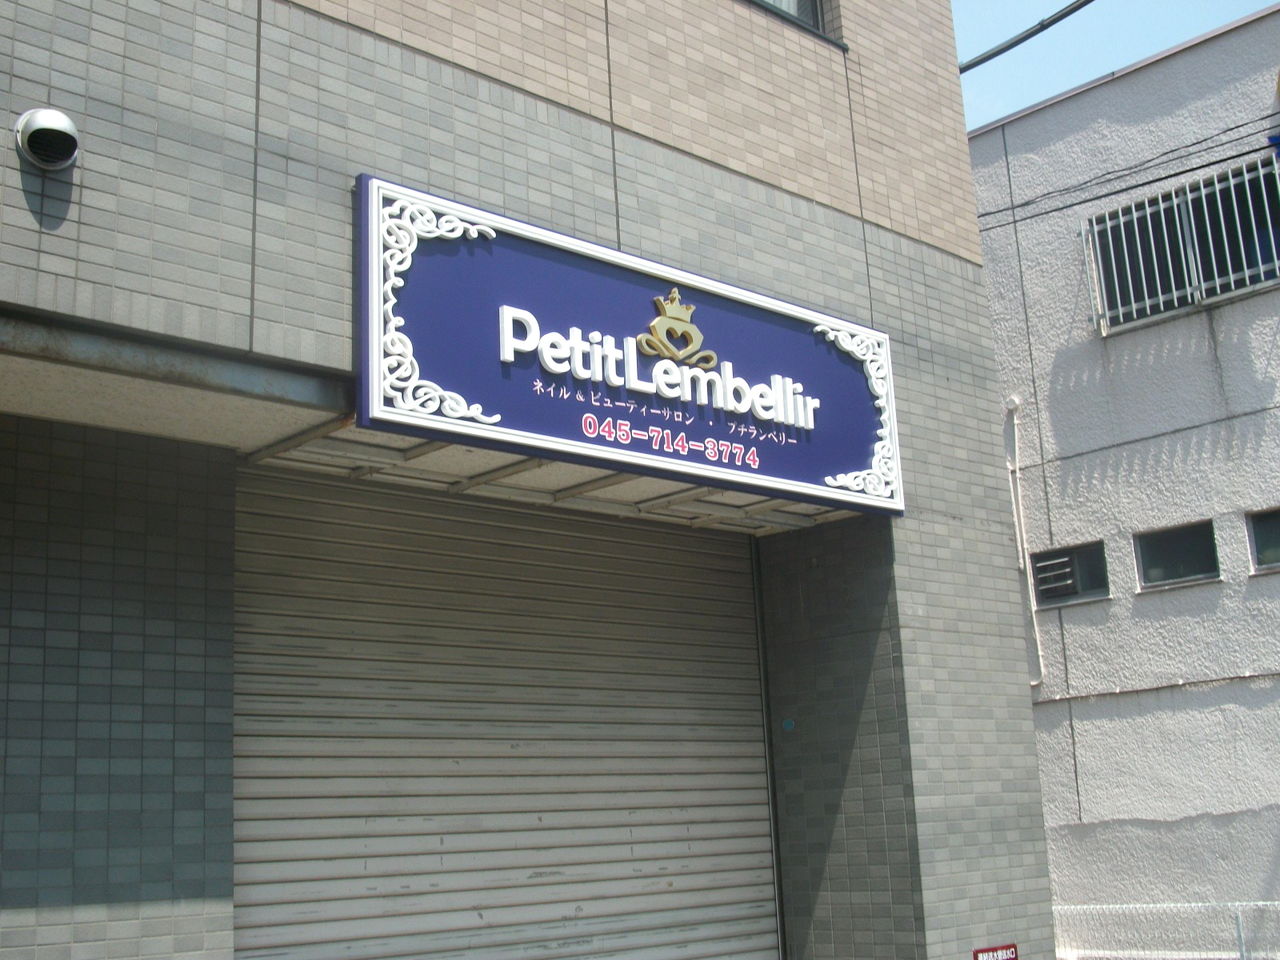 PetitLembellir
ネイル & ビューティーサロン ・ プチランベリー
045-714-3774